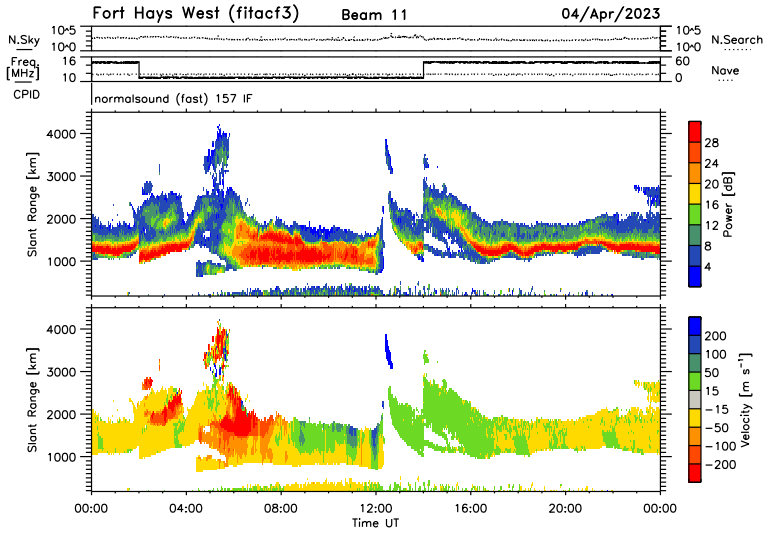 Fort Hays West (fitacf3) Beam 11 04/Apr/2023
N.Sky
10^5
10^0
10^5
10^0
N.Search
Freq.
[MHz]
16
10
60
0
Nave
CPID
normalsound (fast) 157 IF
Slant Range [km]
4000
3000
2000
1000
28
24
20
16
12
8
4
Power [dB]
Slant Range [km]
4000
3000
2000
1000
200
100
50
15
-15
-50
-100
-200
Velocity [m s⁻¹]
00:00 04:00 08:00 12:00 16:00 20:00 00:00
Time UT